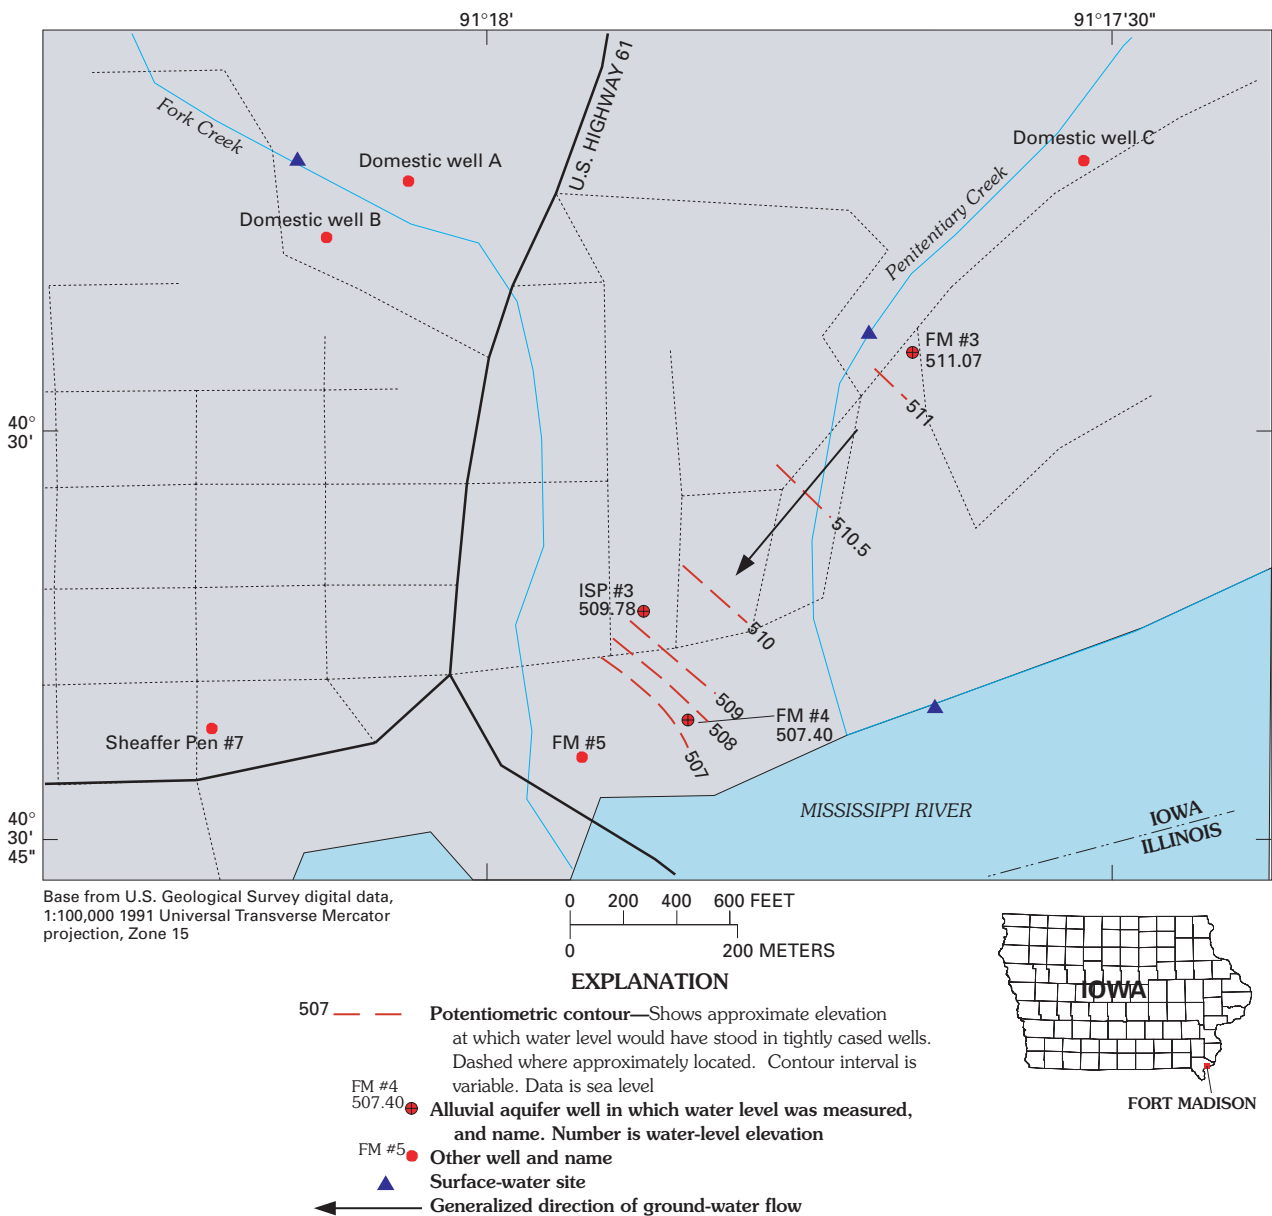 91°18'
91°17'30"
U.S. HIGHWAY 61
Fork Creek
Domestic well A
Domestic well B
Domestic well C
Penitentiary Creek
FM #3
511.07
511
40°
30'
510.5
ISP #3
509.78
510
509
508
507
FM #4
507.40
Sheaffer Pen #7
FM #5
MISSISSIPPI RIVER
IOWA
ILLINOIS
40°
30'
45"
Base from U.S. Geological Survey digital data,
1:100,000 1991 Universal Transverse Mercator
projection, Zone 15
0 200 400 600 FEET
0 200 METERS
EXPLANATION
507
Potentiometric contour—Shows approximate elevation
at which water level would have stood in tightly cased wells.
Dashed where approximately located. Contour interval is
variable. Data is sea level
FM #4
507.40
Alluvial aquifer well in which water level was measured,
and name. Number is water-level elevation
FM #5
Other well and name
Surface-water site
Generalized direction of ground-water flow
IOWA
FORT MADISON